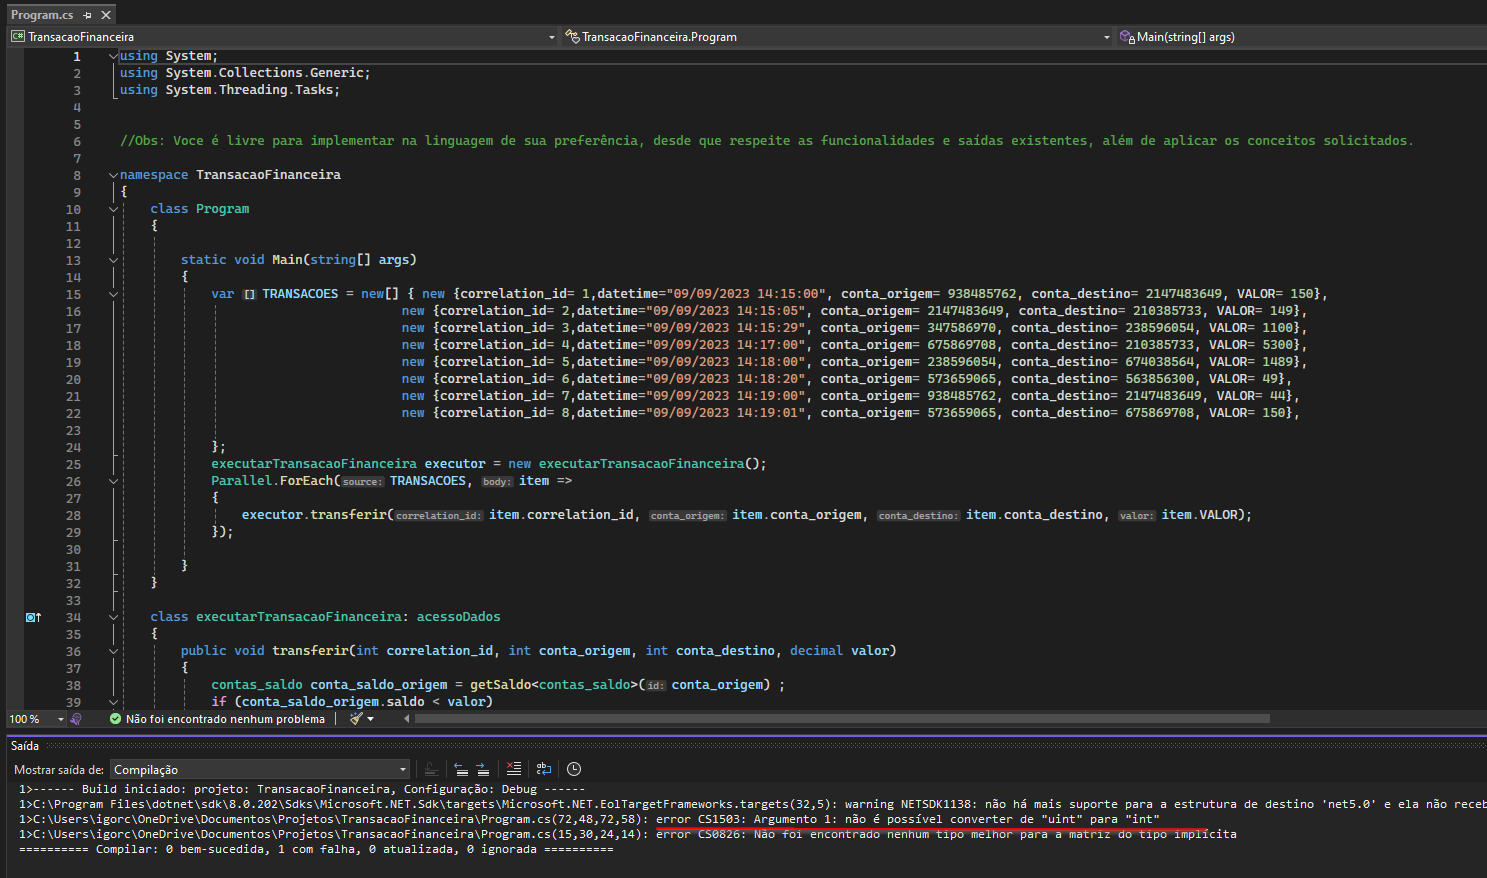 Program.cs
TransacaoFinanceira TransacaoFinanceira.Program Main(string[] args)
1 using System;
2 using System.Collections.Generic;
3 using System.Threading.Tasks;
4
5
6 //Obs: Voce é livre para implementar na linguagem de sua preferência, desde que respeite as funcionalidades e saídas existentes, além de aplicar os conceitos solicitados.
7
8 namespace TransacaoFinanceira
9 {
10 class Program
11 {
12
13 static void Main(string[] args)
14 {
15 var [] TRANSACOES = new[] { new {correlation_id= 1,datetime="09/09/2023 14:15:00", conta_origem= 938485762, conta_destino= 2147483649, VALOR= 150},
16 new {correlation_id= 2,datetime="09/09/2023 14:15:05", conta_origem= 2147483649, conta_destino= 210385733, VALOR= 149},
17 new {correlation_id= 3,datetime="09/09/2023 14:15:29", conta_origem= 347586970, conta_destino= 238596054, VALOR= 1100},
18 new {correlation_id= 4,datetime="09/09/2023 14:17:00", conta_origem= 675869708, conta_destino= 210385733, VALOR= 5300},
19 new {correlation_id= 5,datetime="09/09/2023 14:18:00", conta_origem= 238596054, conta_destino= 674038564, VALOR= 1489},
20 new {correlation_id= 6,datetime="09/09/2023 14:18:20", conta_origem= 573659065, conta_destino= 563856300, VALOR= 49},
21 new {correlation_id= 7,datetime="09/09/2023 14:19:00", conta_origem= 938485762, conta_destino= 2147483649, VALOR= 44},
22 new {correlation_id= 8,datetime="09/09/2023 14:19:01", conta_origem= 573659065, conta_destino= 675869708, VALOR= 150},
23
24 };
25 executarTransacaoFinanceira executor = new executarTransacaoFinanceira();
26 Parallel.ForEach(source: TRANSACOES, body: item =>
27 {
28 executor.transferir(correlation_id: item.correlation_id, conta_origem: item.conta_origem, conta_destino: item.conta_destino, valor: item.VALOR);
29 });
30
31 }
32 }
33
34 class executarTransacaoFinanceira: acessoDados
35 {
36 public void transferir(int correlation_id, int conta_origem, int conta_destino, decimal valor)
37 {
38 contas_saldo conta_saldo_origem = getSaldo<contas_saldo>(id: conta_origem) ;
39 if (conta_saldo_origem.saldo < valor)
100 % Não foi encontrado nenhum problema
Saída
Mostrar saída de: Compilação
1>------ Build iniciado: projeto: TransacaoFinanceira, Configuração: Debug ------
1>C:\Program Files\dotnet\sdk\8.0.202\Sdks\Microsoft.NET.Sdk\targets\Microsoft.NET.EolTargetFrameworks.targets(32,5): warning NETSDK1138: não há mais suporte para a estrutura de destino 'net5.0' e ela não receb
1>C:\Users\igorc\OneDrive\Documentos\Projetos\TransacaoFinanceira\Program.cs(72,48,72,58): error CS1503: Argumento 1: não é possível converter de "uint" para "int"
1>C:\Users\igorc\OneDrive\Documentos\Projetos\TransacaoFinanceira\Program.cs(15,30,24,14): error CS0826: Não foi encontrado nenhum tipo melhor para a matriz do tipo implícita
========== Compilar: 0 bem-sucedida, 1 com falha, 0 atualizada, 0 ignorada ==========